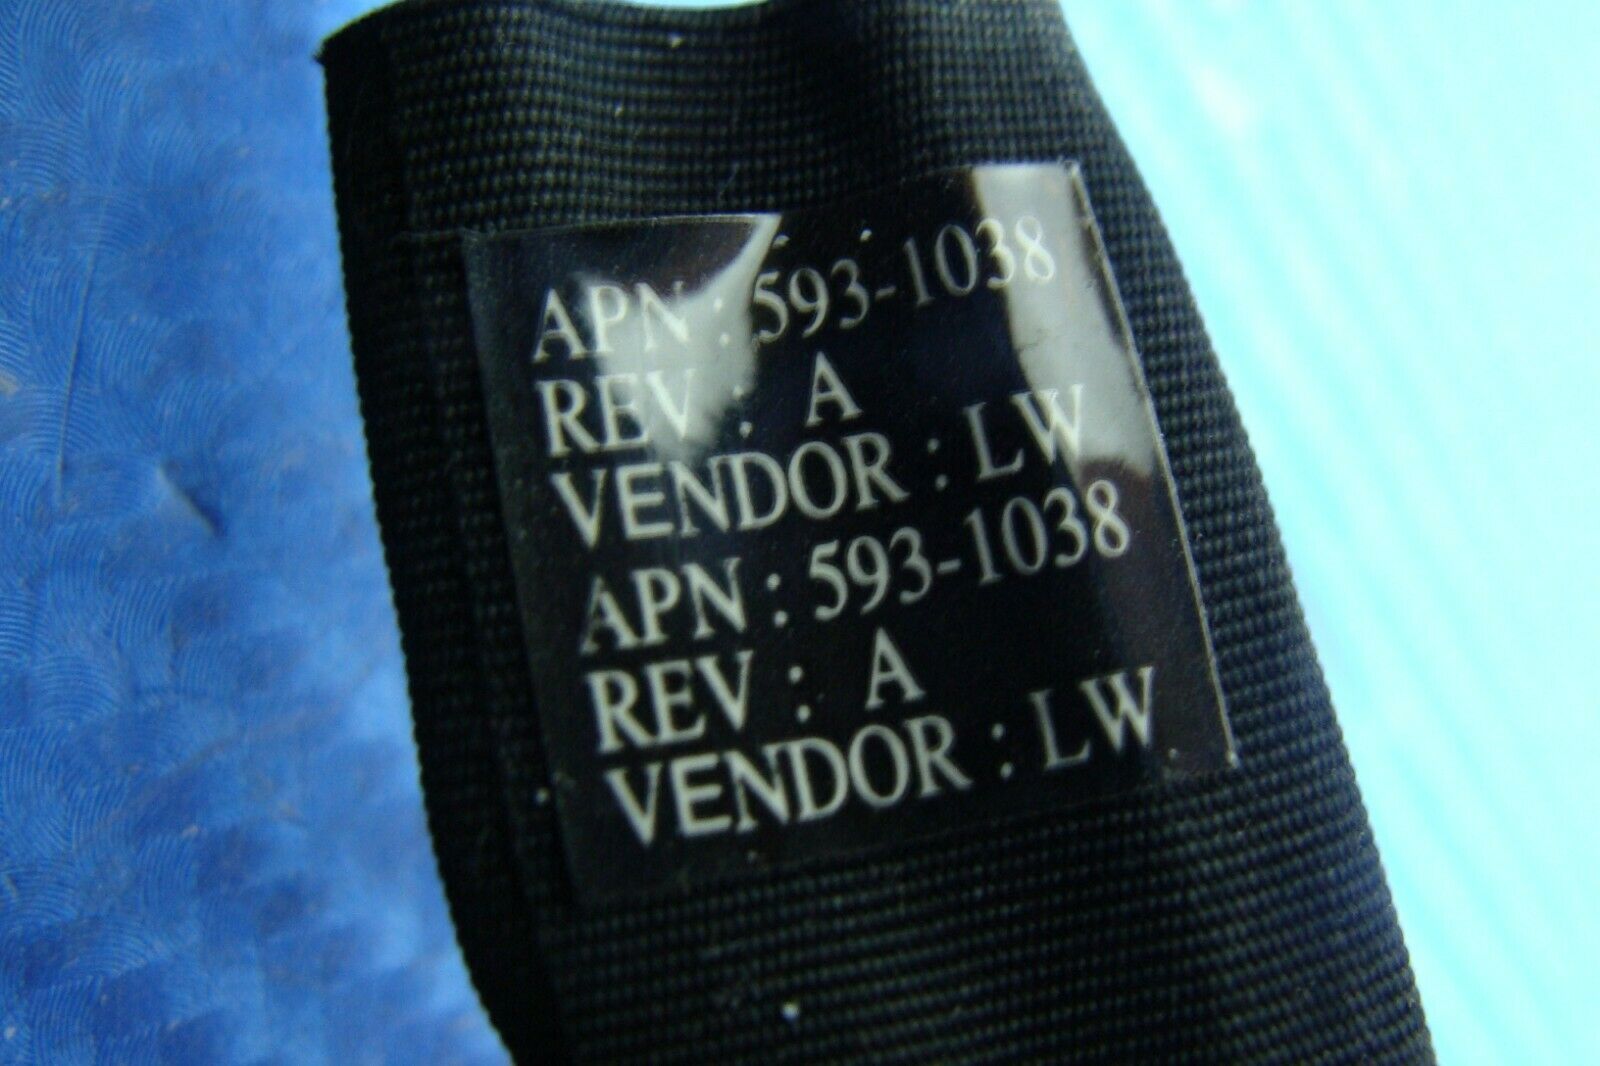 APN : 593-1038
REV : A
VENDOR : LW
APN : 593-1038
REV : A
VENDOR : LW